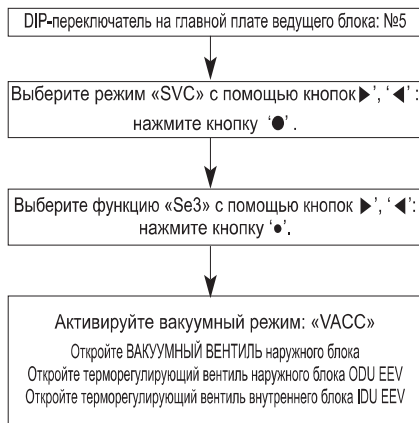 DIP-переключатель на главной плате ведущего блока: №5
Выберите режим «SVC» с помощью кнопок ▶’, ‘ ◀’ :
нажмите кнопку ‘●’ .
Выберите функцию «Se3» с помощью кнопок ▶’, ‘◀’:
нажмите кнопку ‘●’.
Активируйте вакуумный режим: «VACC»
Откройте ВАКУУМНЫЙ ВЕНТИЛЬ наружного блока
Откройте терморегулирующий вентиль наружного блока ODU EEV
Откройте терморегулирующий вентиль внутреннего блока IDU EEV